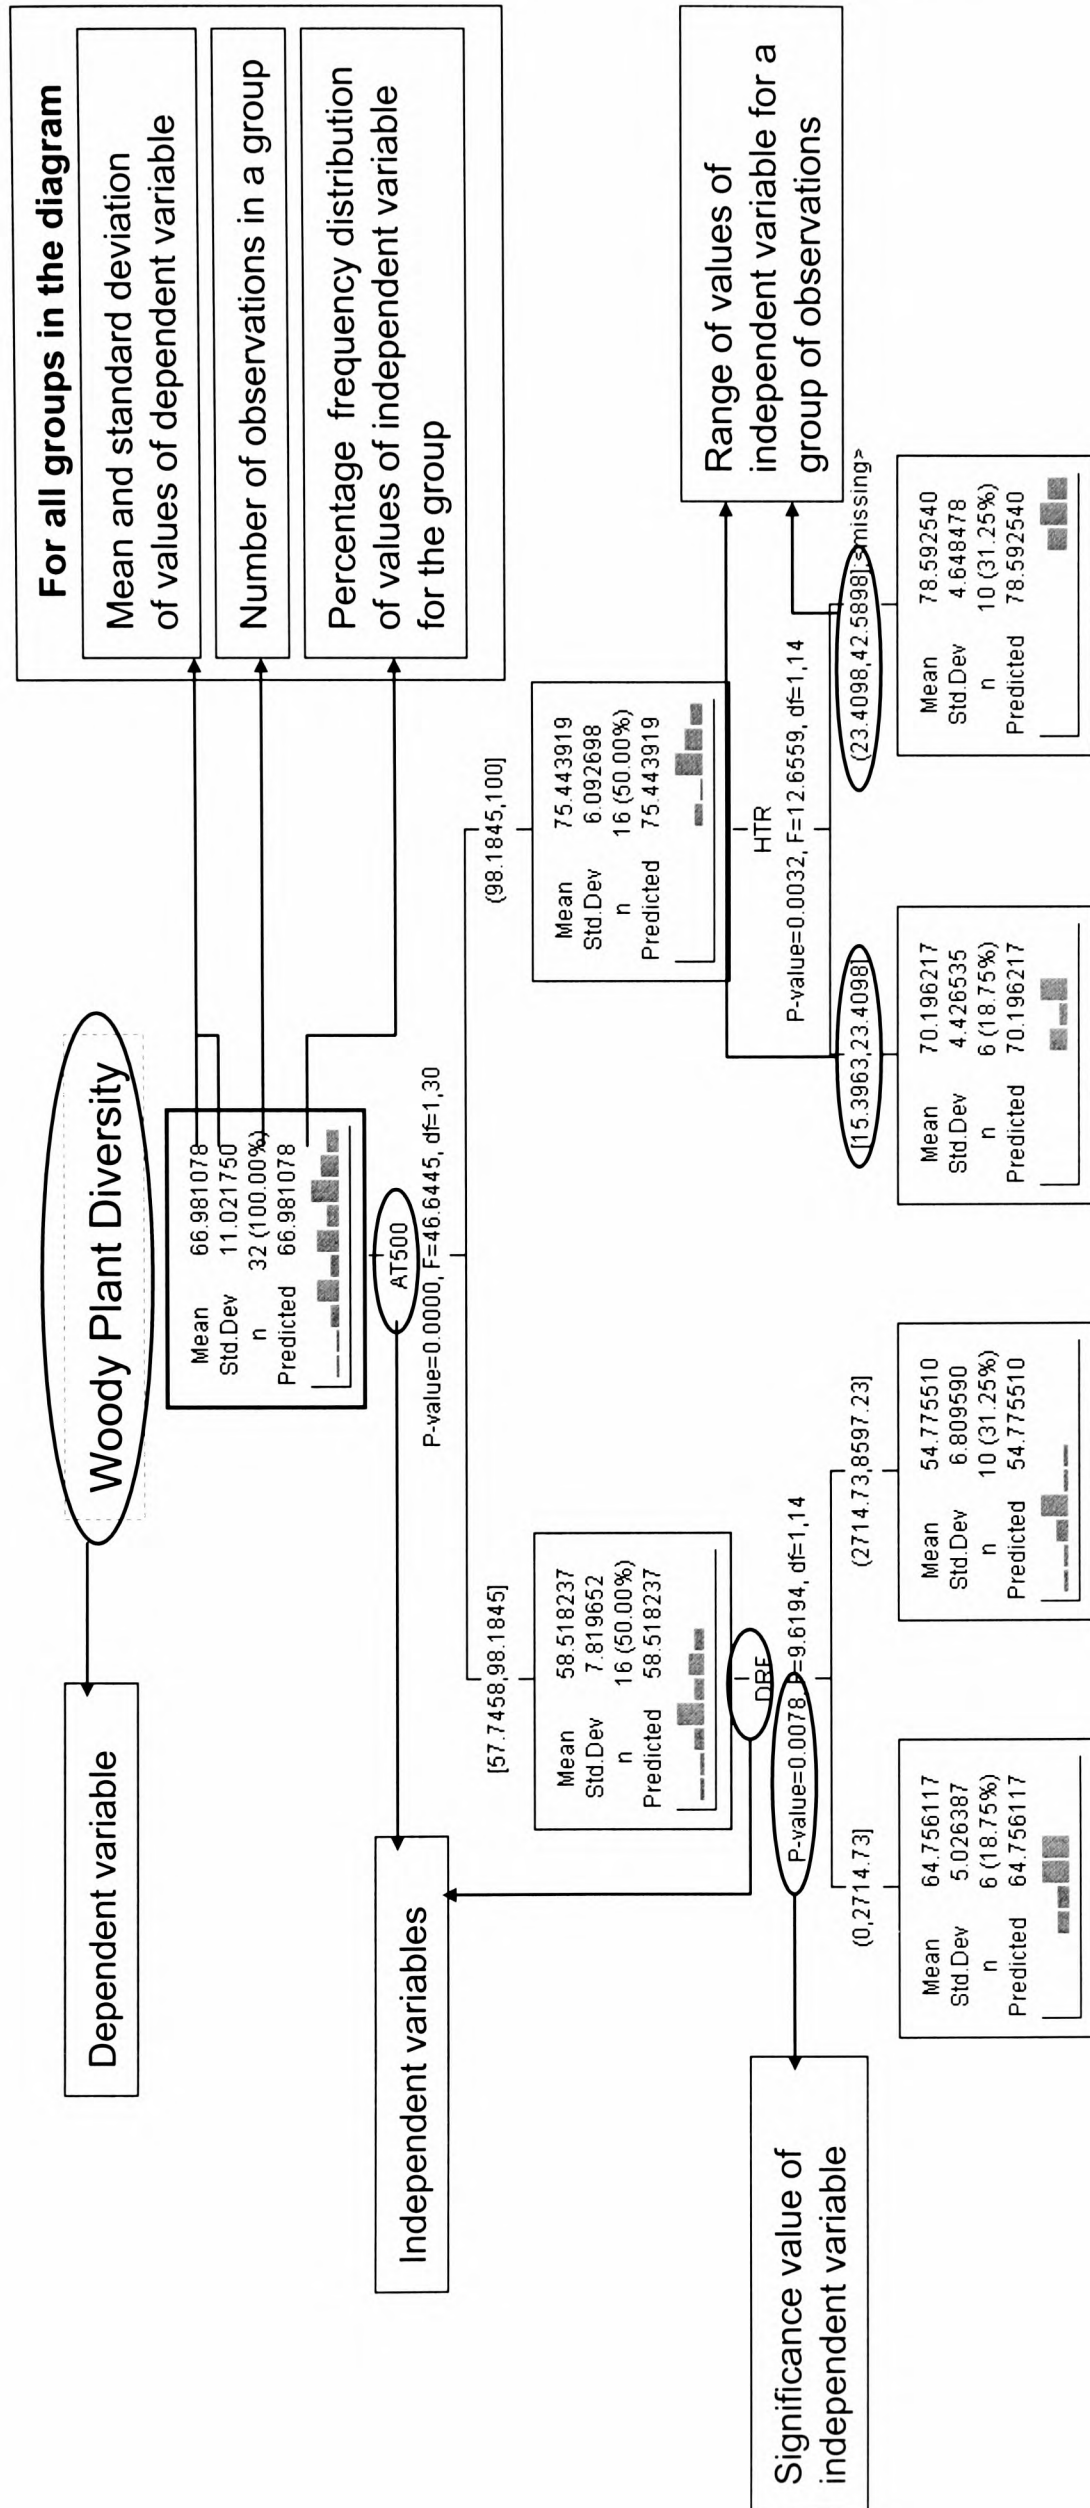 Dependent variable
Woody Plant Diversity
For all groups in the diagram
Mean and standard deviation
of values of dependent variable
Number of observations in a group
Percentage frequency distribution
of values of independent variable
for the group
Mean 66.981078
Std.Dev 11.021750
n 32 (100.00%)
Predicted 66.981078
Independent variables
AT500
P-value=0.0000, F=46.6445, df=1,30
[57.7458,98.1845]
(98.1845,100]
Mean 58.518237
Std.Dev 7.819652
n 16 (50.00%)
Predicted 58.518237
Mean 75.443919
Std.Dev 6.092698
n 16 (50.00%)
Predicted 75.443919
Range of values of
independent variable for a
group of observations
Significance value of
independent variable
P-value=0.0078, F=9.6194, df=1,14
HTR
P-value=0.0032, F=12.6559, df=1,14
(0,2714.73]
(2714.73,8597.23]
[15.3963,23.4098]
(23.4098,42.5898];<missing>
Mean 64.756117
Std.Dev 5.026387
n 6 (18.75%)
Predicted 64.756117
Mean 54.775510
Std.Dev 6.809590
n 10 (31.25%)
Predicted 54.775510
Mean 70.196217
Std.Dev 4.426535
n 6 (18.75%)
Predicted 70.196217
Mean 78.592540
Std.Dev 4.648478
n 10 (31.25%)
Predicted 78.592540